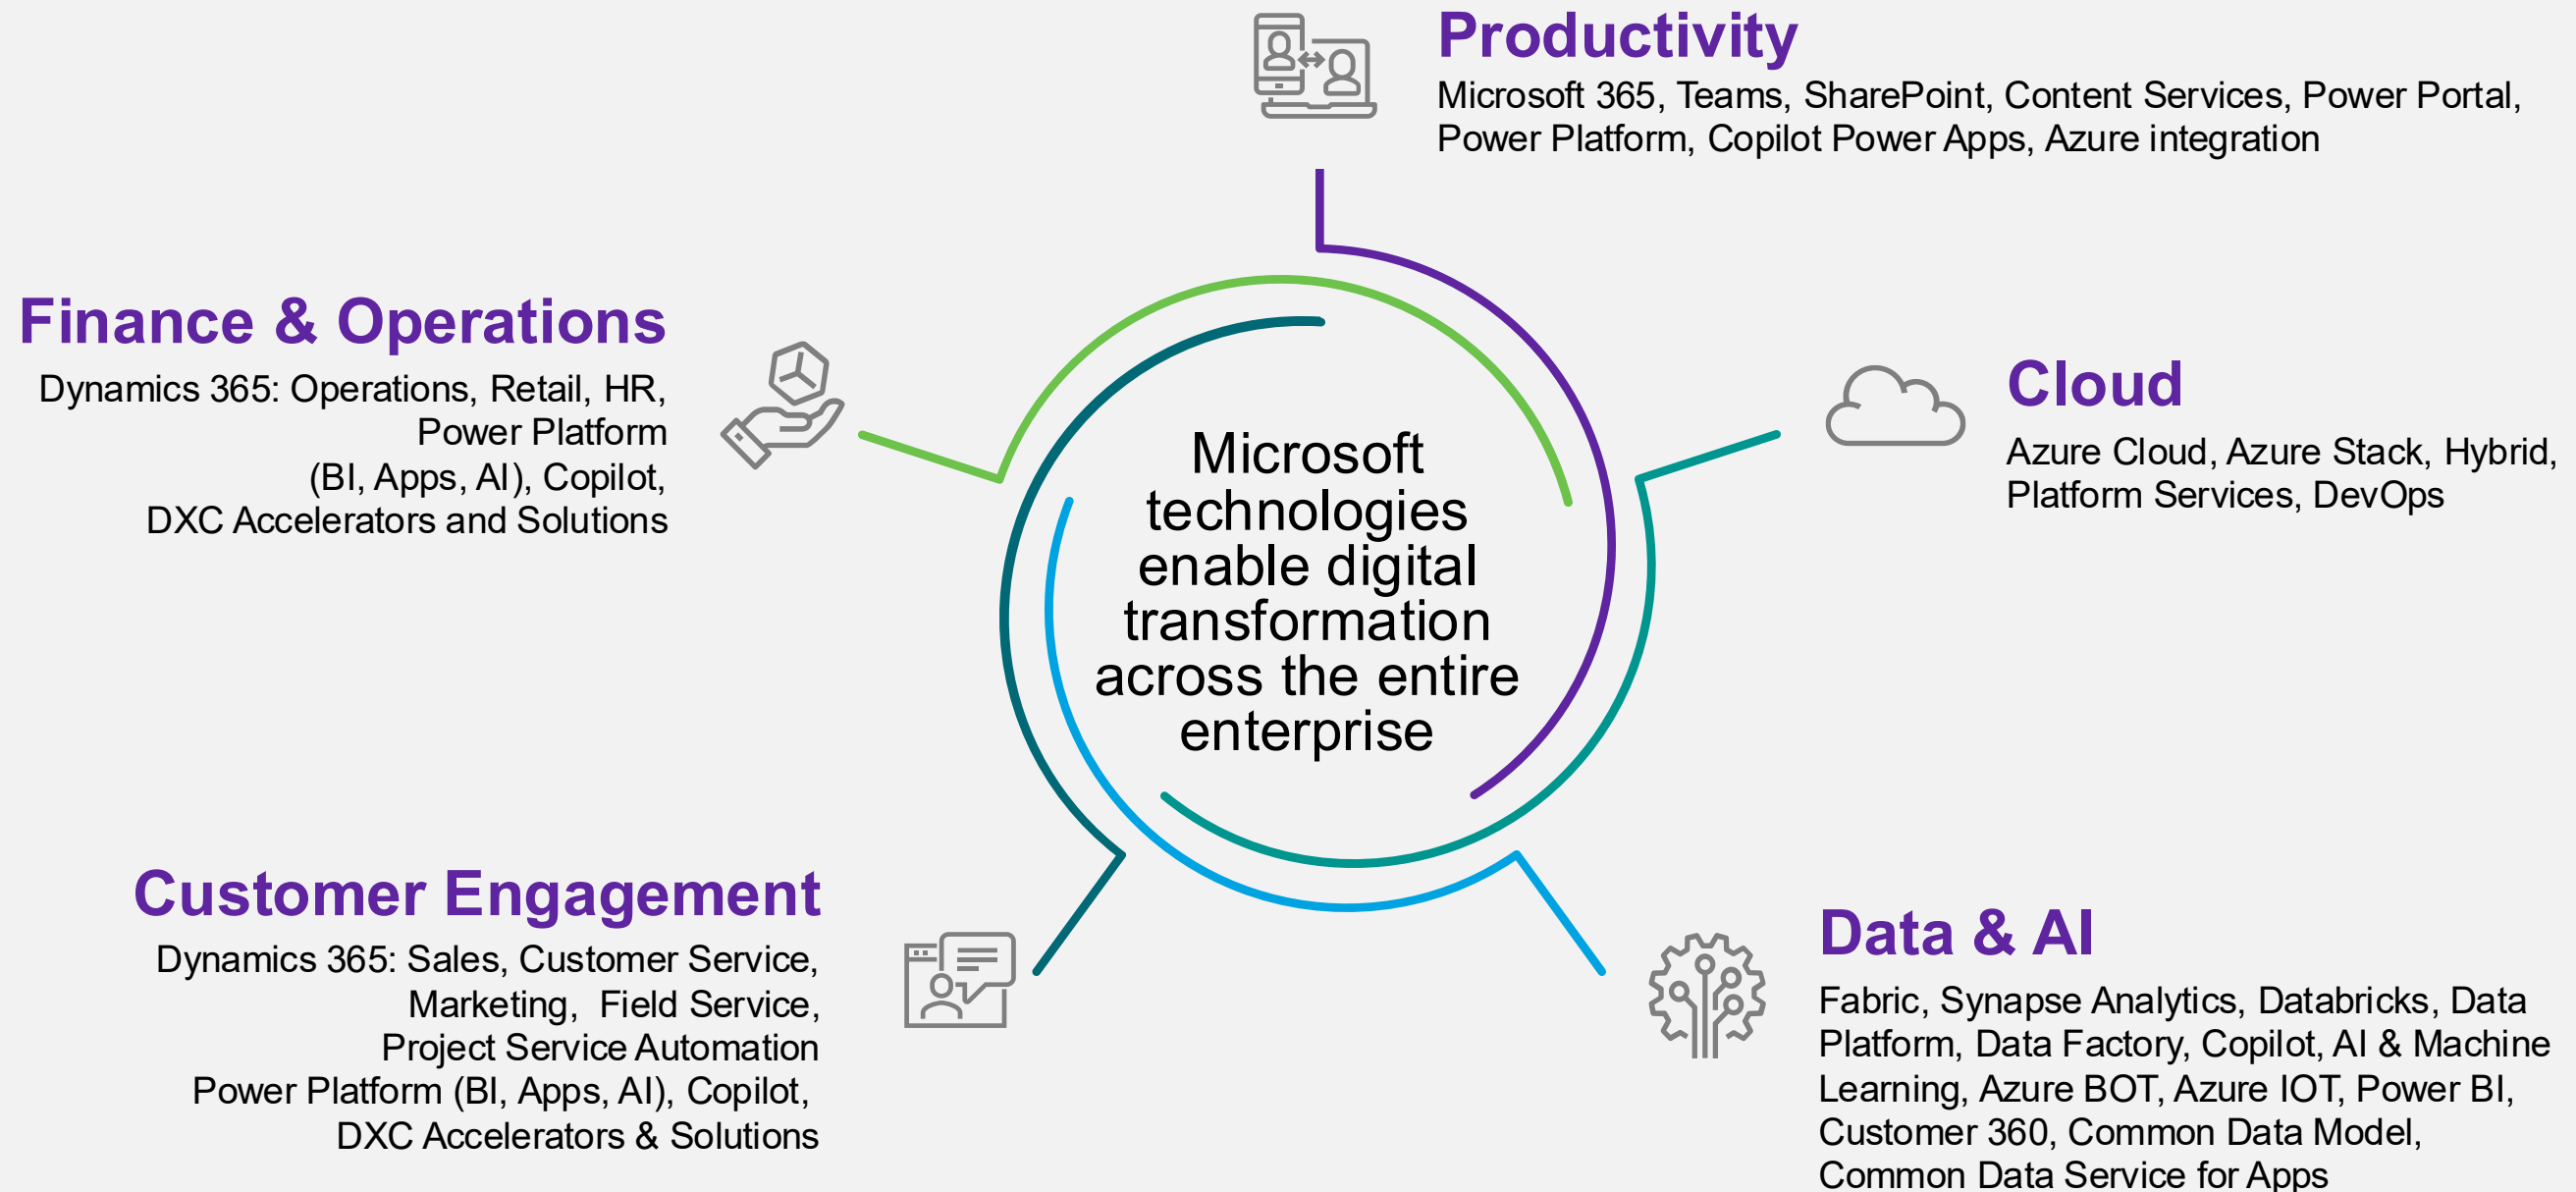 Productivity
Microsoft 365, Teams, SharePoint, Content Services, Power Portal,
Power Platform, Copilot Power Apps, Azure integration
Finance & Operations
Dynamics 365: Operations, Retail, HR,
Power Platform
(BI, Apps, AI), Copilot,
DXC Accelerators and Solutions
Microsoft
technologies
enable digital
transformation
across the entire
enterprise
Cloud
Azure Cloud, Azure Stack, Hybrid,
Platform Services, DevOps
Customer Engagement
Dynamics 365: Sales, Customer Service,
Marketing,  Field Service,
Project Service Automation
Power Platform (BI, Apps, AI), Copilot,
DXC Accelerators & Solutions
Data & AI
Fabric, Synapse Analytics, Databricks, Data
Platform, Data Factory, Copilot, AI & Machine
Learning, Azure BOT, Azure IOT, Power BI,
Customer 360, Common Data Model,
Common Data Service for Apps